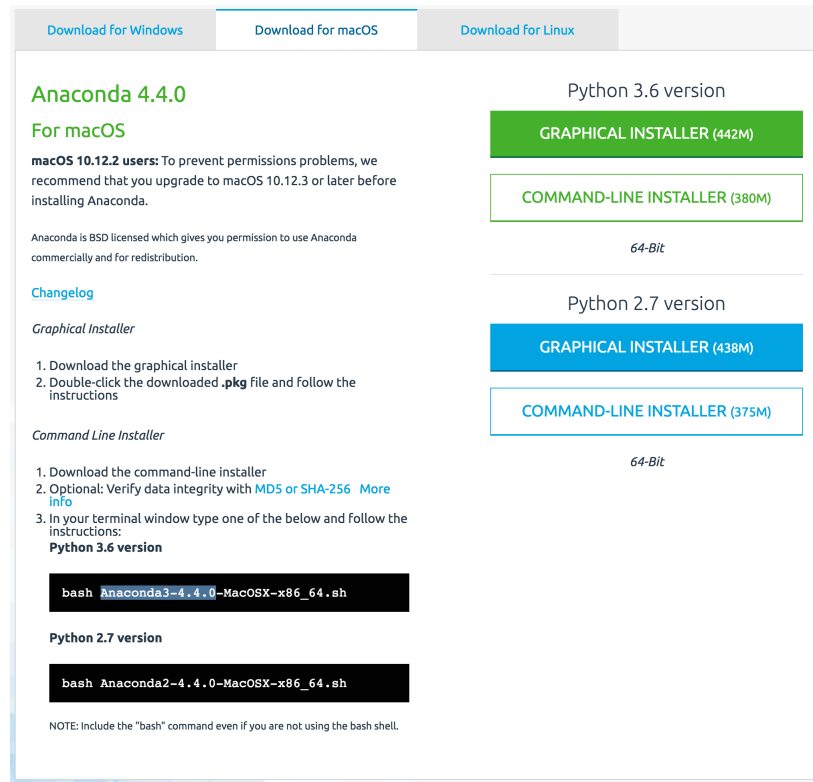 Download for Windows
Download for macOS
Download for Linux
Anaconda 4.4.0
For macOS
macOS 10.12.2 users: To prevent permissions problems, we
recommend that you upgrade to macOS 10.12.3 or later before
installing Anaconda.
Anaconda is BSD licensed which gives you permission to use Anaconda
commercially and for redistribution.
Changelog
Graphical Installer
1. Download the graphical installer
2. Double-click the downloaded .pkg file and follow the
instructions
Command Line Installer
1. Download the command-line installer
2. Optional: Verify data integrity with MD5 or SHA-256 More
info
3. In your terminal window type one of the below and follow the
instructions:
Python 3.6 version
bash Anaconda3-4.4.0-MacOSX-x86_64.sh
Python 2.7 version
bash Anaconda2-4.4.0-MacOSX-x86_64.sh
NOTE: Include the "bash" command even if you are not using the bash shell.
Python 3.6 version
GRAPHICAL INSTALLER (442M)
COMMAND-LINE INSTALLER (380M)
64-Bit
Python 2.7 version
GRAPHICAL INSTALLER (438M)
COMMAND-LINE INSTALLER (375M)
64-Bit